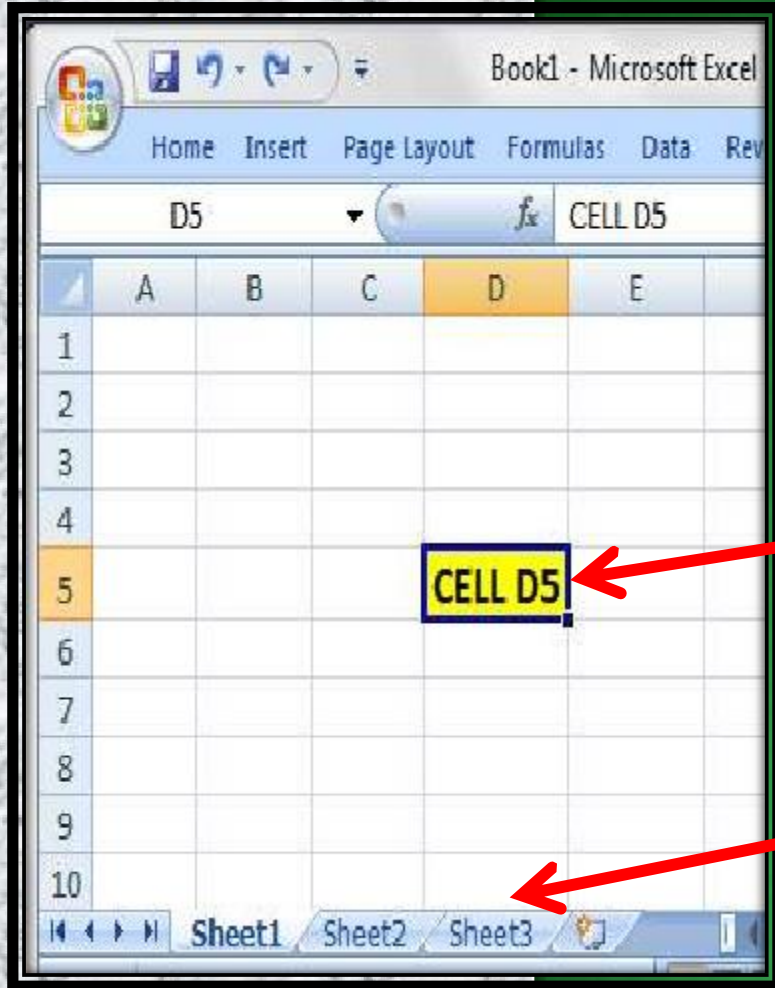 Book1 - Microsoft Excel
Home Insert Page Layout Formulas Data Rev
D5 fx CELL D5
A B C D E
1
2
3
4
5 CELL D5
6
7
8
9
10
Sheet1 Sheet2 Sheet3